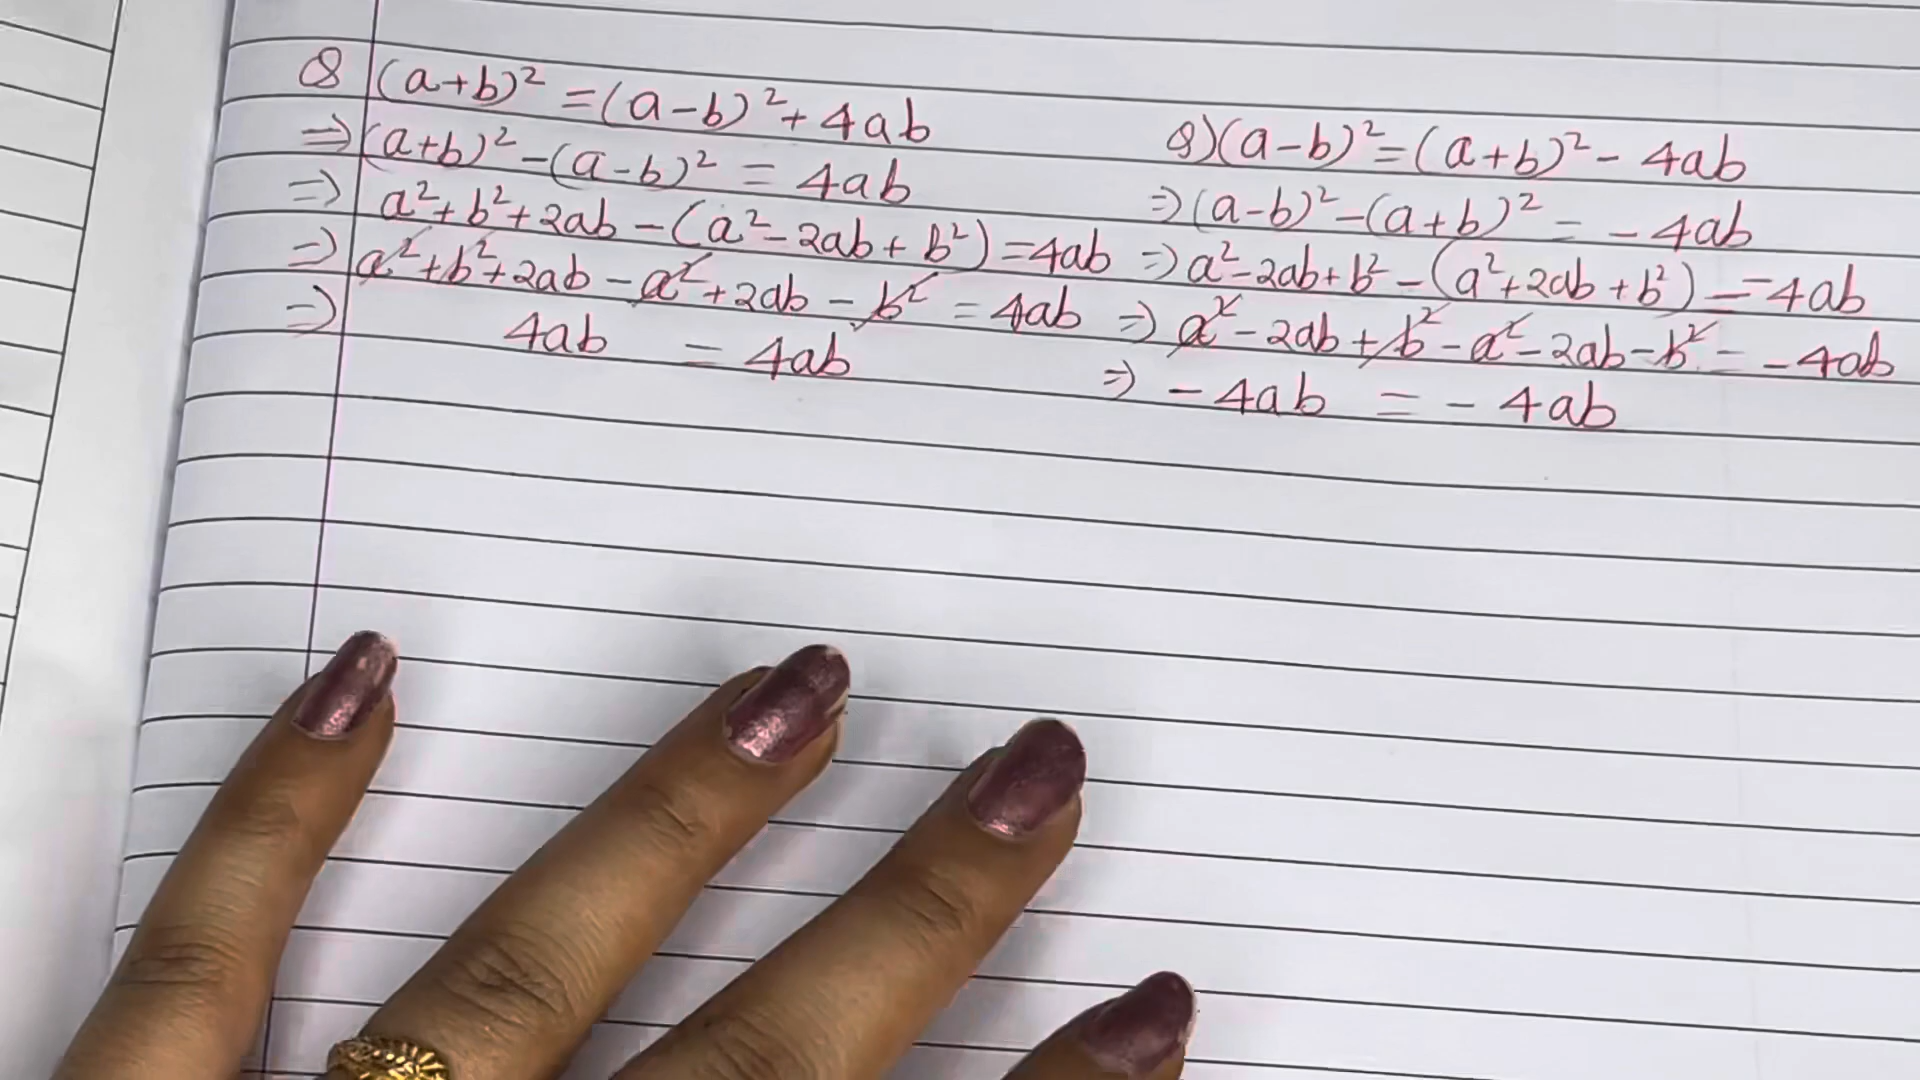 Q (a+b)² = (a-b)² + 4ab
⇒ (a+b)² - (a-b)² = 4ab
⇒ a² + b² + 2ab - (a² - 2ab + b²) = 4ab
⇒ a² + b² + 2ab - a² + 2ab - b² = 4ab
⇒ 4ab = 4ab
Q) (a-b)² = (a+b)² - 4ab
⇒ (a-b)² - (a+b)² = - 4ab
⇒ a² - 2ab + b² - (a² + 2ab + b²) = -4ab
⇒ a² - 2ab + b² - a² - 2ab - b² = - 4ab
⇒ - 4ab = - 4ab